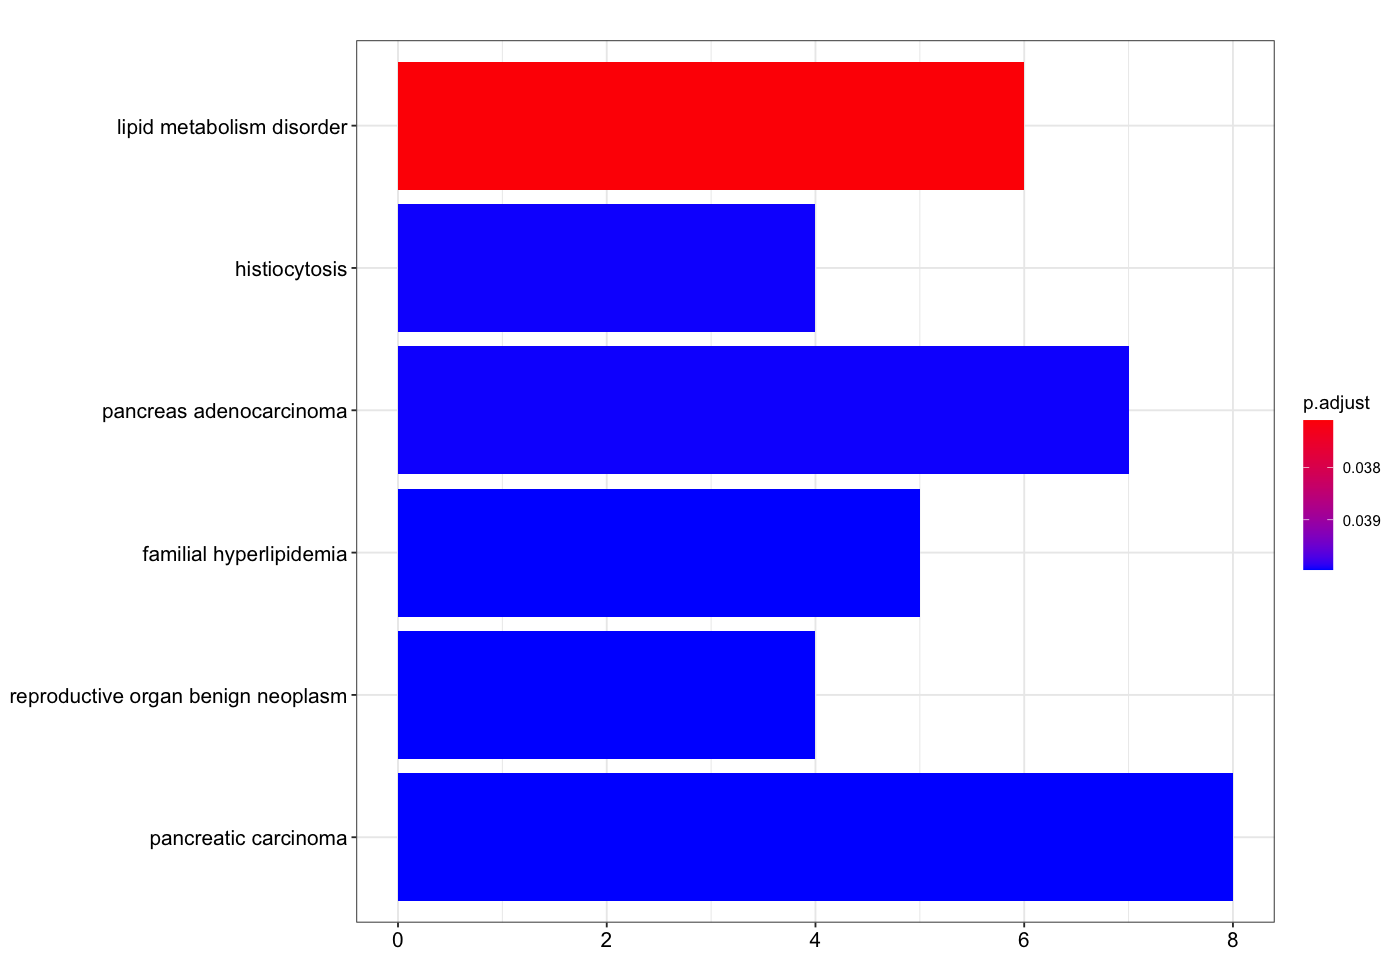 lipid metabolism disorder
histiocytosis
pancreas adenocarcinoma
familial hyperlipidemia
reproductive organ benign neoplasm
pancreatic carcinoma
0 2 4 6 8
p.adjust
0.038
0.039